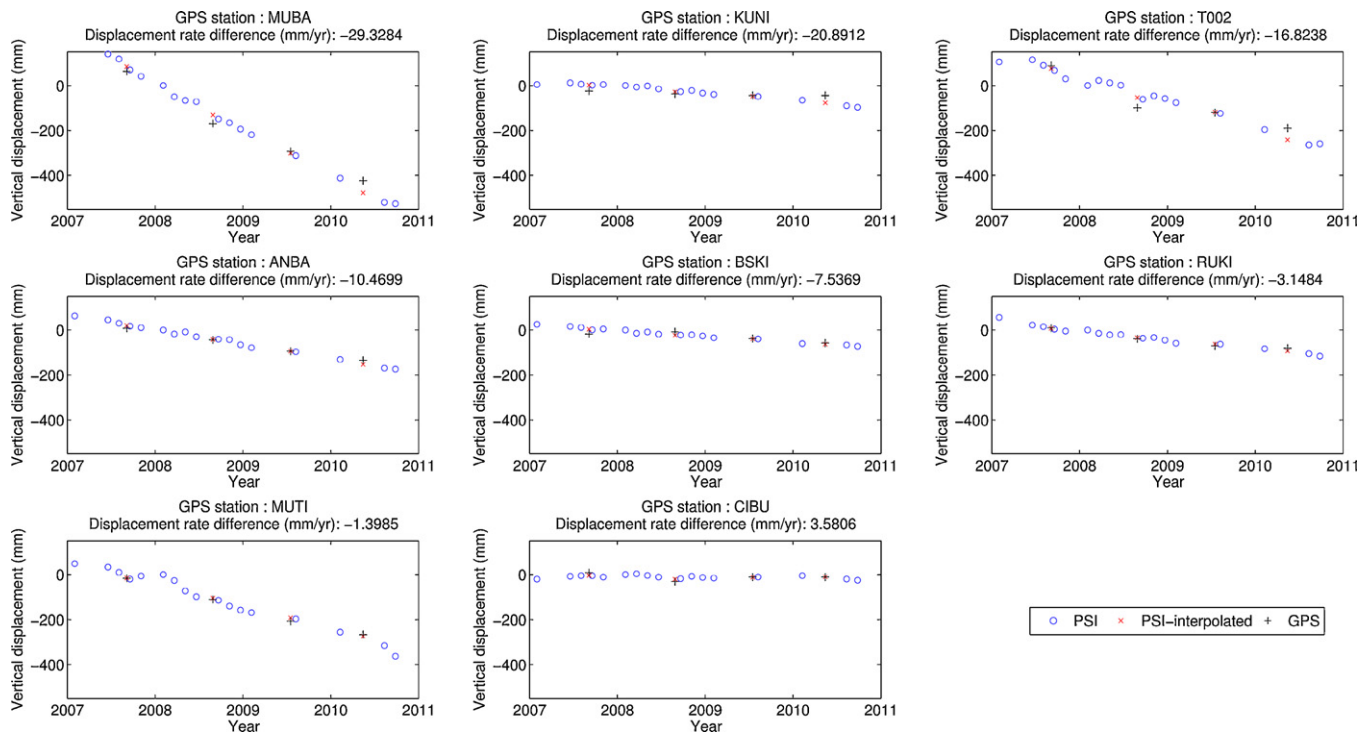 GPS station : MUBA
Displacement rate difference (mm/yr): −29.3284
Vertical displacement (mm)
0
−200
−400
2007 2008 2009 2010 2011
Year
GPS station : KUNI
Displacement rate difference (mm/yr): −20.8912
Vertical displacement (mm)
0
−200
−400
2007 2008 2009 2010 2011
Year
GPS station : T002
Displacement rate difference (mm/yr): −16.8238
Vertical displacement (mm)
0
−200
−400
2007 2008 2009 2010 2011
Year
GPS station : ANBA
Displacement rate difference (mm/yr): −10.4699
Vertical displacement (mm)
0
−200
−400
2007 2008 2009 2010 2011
Year
GPS station : BSKI
Displacement rate difference (mm/yr): −7.5369
Vertical displacement (mm)
0
−200
−400
2007 2008 2009 2010 2011
Year
GPS station : RUKI
Displacement rate difference (mm/yr): −3.1484
Vertical displacement (mm)
0
−200
−400
2007 2008 2009 2010 2011
Year
GPS station : MUTI
Displacement rate difference (mm/yr): −1.3985
Vertical displacement (mm)
0
−200
−400
2007 2008 2009 2010 2011
Year
GPS station : CIBU
Displacement rate difference (mm/yr): 3.5806
Vertical displacement (mm)
0
−200
−400
2007 2008 2009 2010 2011
Year
PSI PSI−interpolated GPS